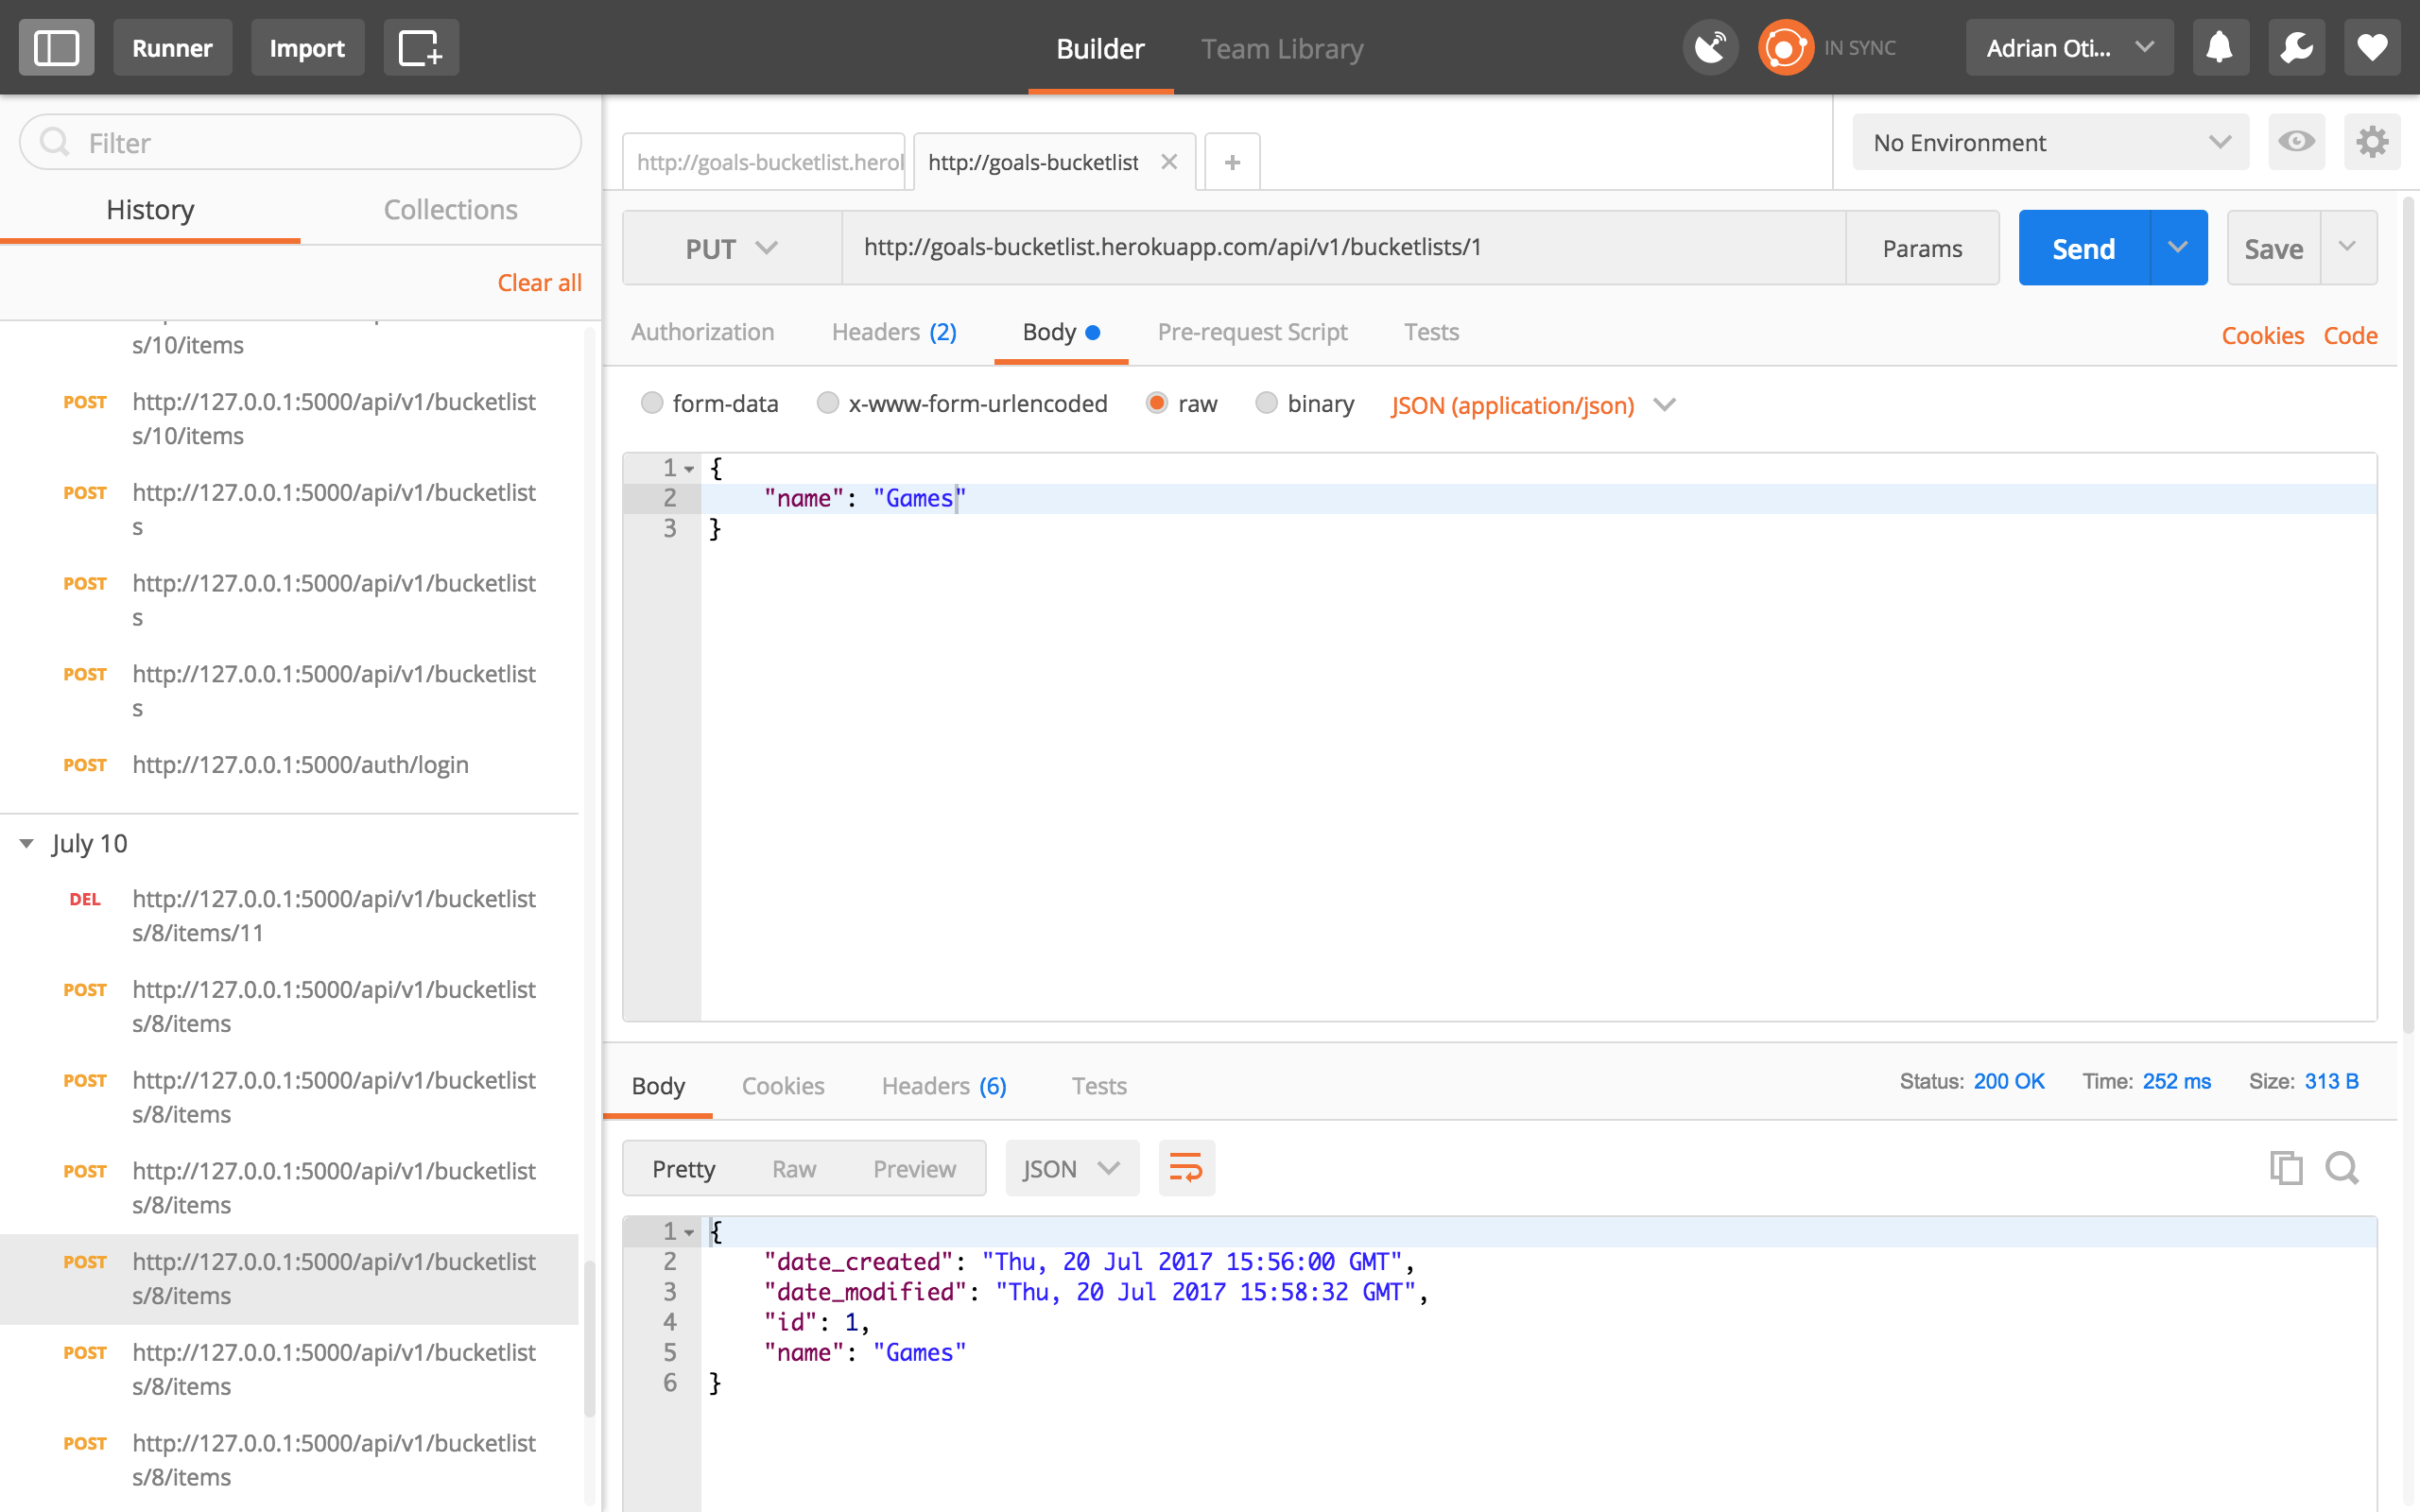 Runner
Import
Builder
Team Library
IN SYNC
Adrian Oti...
Filter
History
Collections
Clear all
s/10/items
POST http://127.0.0.1:5000/api/v1/bucketlist
s/10/items
POST http://127.0.0.1:5000/api/v1/bucketlist
s
POST http://127.0.0.1:5000/api/v1/bucketlist
s
POST http://127.0.0.1:5000/api/v1/bucketlist
s
POST http://127.0.0.1:5000/auth/login
July 10
DEL http://127.0.0.1:5000/api/v1/bucketlist
s/8/items/11
POST http://127.0.0.1:5000/api/v1/bucketlist
s/8/items
POST http://127.0.0.1:5000/api/v1/bucketlist
s/8/items
POST http://127.0.0.1:5000/api/v1/bucketlist
s/8/items
POST http://127.0.0.1:5000/api/v1/bucketlist
s/8/items
POST http://127.0.0.1:5000/api/v1/bucketlist
s/8/items
POST http://127.0.0.1:5000/api/v1/bucketlist
s/8/items
http://goals-bucketlist.herol
http://goals-bucketlist
+
No Environment
PUT
http://goals-bucketlist.herokuapp.com/api/v1/bucketlists/1
Params
Send
Save
Authorization
Headers (2)
Body
Pre-request Script
Tests
Cookies
Code
form-data
x-www-form-urlencoded
raw
binary
JSON (application/json)
1 {
2 "name": "Games"
3 }
Body
Cookies
Headers (6)
Tests
Status: 200 OK
Time: 252 ms
Size: 313 B
Pretty
Raw
Preview
JSON
1 {
2 "date_created": "Thu, 20 Jul 2017 15:56:00 GMT",
3 "date_modified": "Thu, 20 Jul 2017 15:58:32 GMT",
4 "id": 1,
5 "name": "Games"
6 }